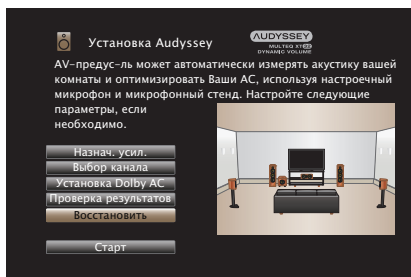 Установка Audyssey
AUDYSSEY
MULTEQ XT32
DYNAMIC VOLUME
AV-предус-ль может автоматически измерять акустику вашей
комнаты и оптимизировать Ваши АС, используя настроечный
микрофон и микрофонный стенд. Настройте следующие
параметры, если
необходимо.
Назнач. усил.
Выбор канала
Установка Dolby АС
Проверка результатов
Восстановить
Старт